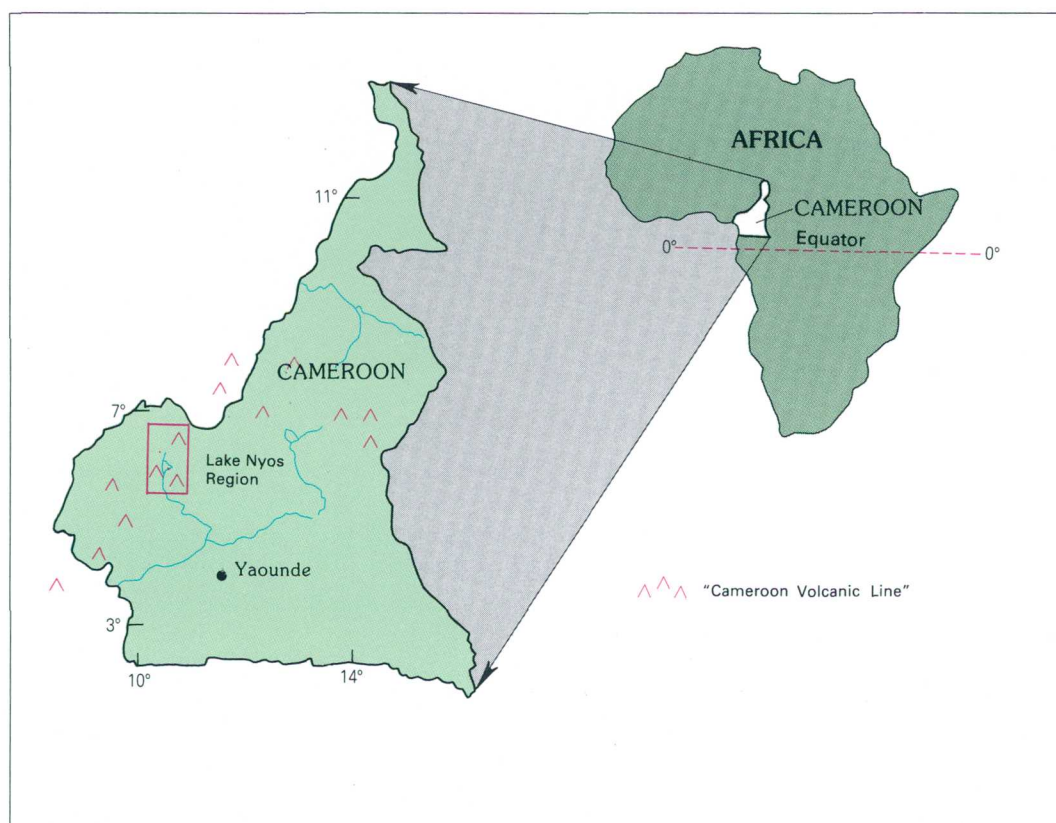 AFRICA
CAMEROON
Equator
0°
0°
11°
CAMEROON
7°
Lake Nyos
Region
Yaounde
"Cameroon Volcanic Line"
3°
10°
14°